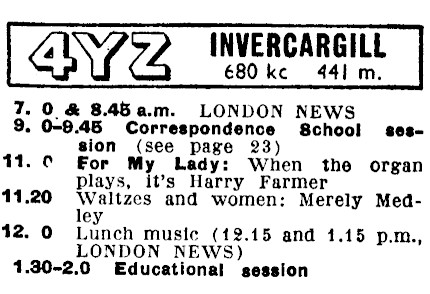 4YZ INVERCARGILL
680 kc 441 m.
7. 0 & 8.45 a.m. LONDON NEWS
9. 0-9.45 Correspondence School ses-
sion (see page 23)
11. 0 For My Lady: When the organ
plays, it's Harry Farmer
11.20 Waltzes and women: Merely Med-
ley
12. 0 Lunch music (12.15 and 1.15 p.m.,
LONDON NEWS)
1.30-2.0 Educational session